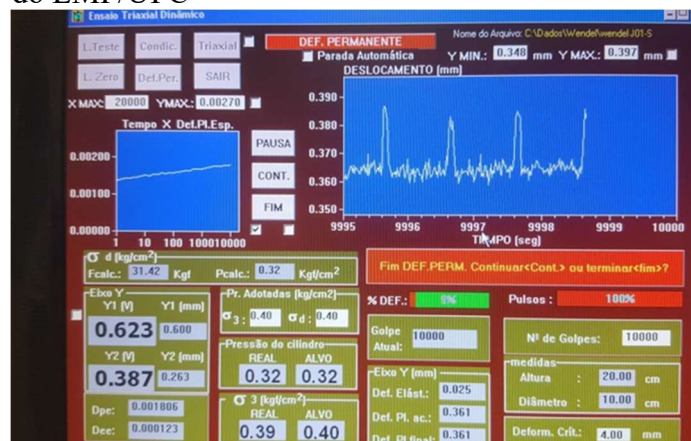 do LMP/UFC
Ensaio Triaxial Dinâmico
L.Teste Condic. Triaxial
L. Zero Def.Per. SAIR
DEF. PERMANENTE
Nome do Arquivo: C:\Dados\Wendel\wendel J01-S
Parada Automática
Y MIN.: 0.348 mm Y MAX.: 0.397 mm
DESLOCAMENTO (mm)
X MAX: 20000 YMAX.: 0.00270
Tempo X Def.Pl.Esp.
0.00200
0.00100
0.00000
1 10 100 1000 10000
PAUSA
CONT.
FIM
0.390
0.380
0.370
0.360
0.350
9995 9996 9997 9998 9999 10000
TEMPO (seg)
σ d (kg/cm²)
Fcalc.: 31.42 Kgf Pcalc.: 0.32 Kgf/cm²
Fim DEF.PERM. Continuar<Cont.> ou terminar<fim>?
Eixo Y
Y1 (V) Y1 (mm)
0.623 0.600
Y2 (V) Y2 (mm)
0.387 0.263
Dpe: 0.001806
Dee: 0.000123
Pr. Adotadas (kg/cm2)
σ3: 0.40 σd: 0.40
Pressão do cilindro
REAL ALVO
0.32 0.32
σ 3 (kgf/cm²)
REAL ALVO
0.39 0.40
% DEF.: 9%
Pulsos : 100%
Golpe Atual: 10000
Nº de Golpes: 10000
Eixo Y (mm)
Def. Elást.: 0.025
Def. Pl. ac.: 0.361
Def. Pl final: 0.361
medidas
Altura : 20.00 cm
Diâmetro : 10.00 cm
Deform. Crít.: 4.00 mm